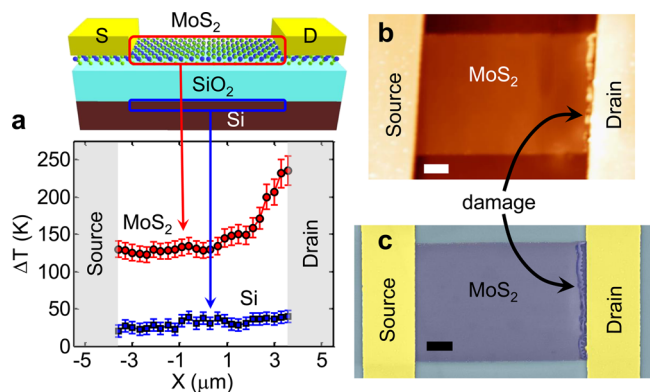 MoS₂
S
D
SiO₂
Si
a
250
200
150
100
50
0
ΔT (K)
Source
MoS₂
Si
Drain
-5
-3
-1
1
3
5
X (μm)
b
Source
MoS₂
Drain
damage
c
Source
MoS₂
Drain